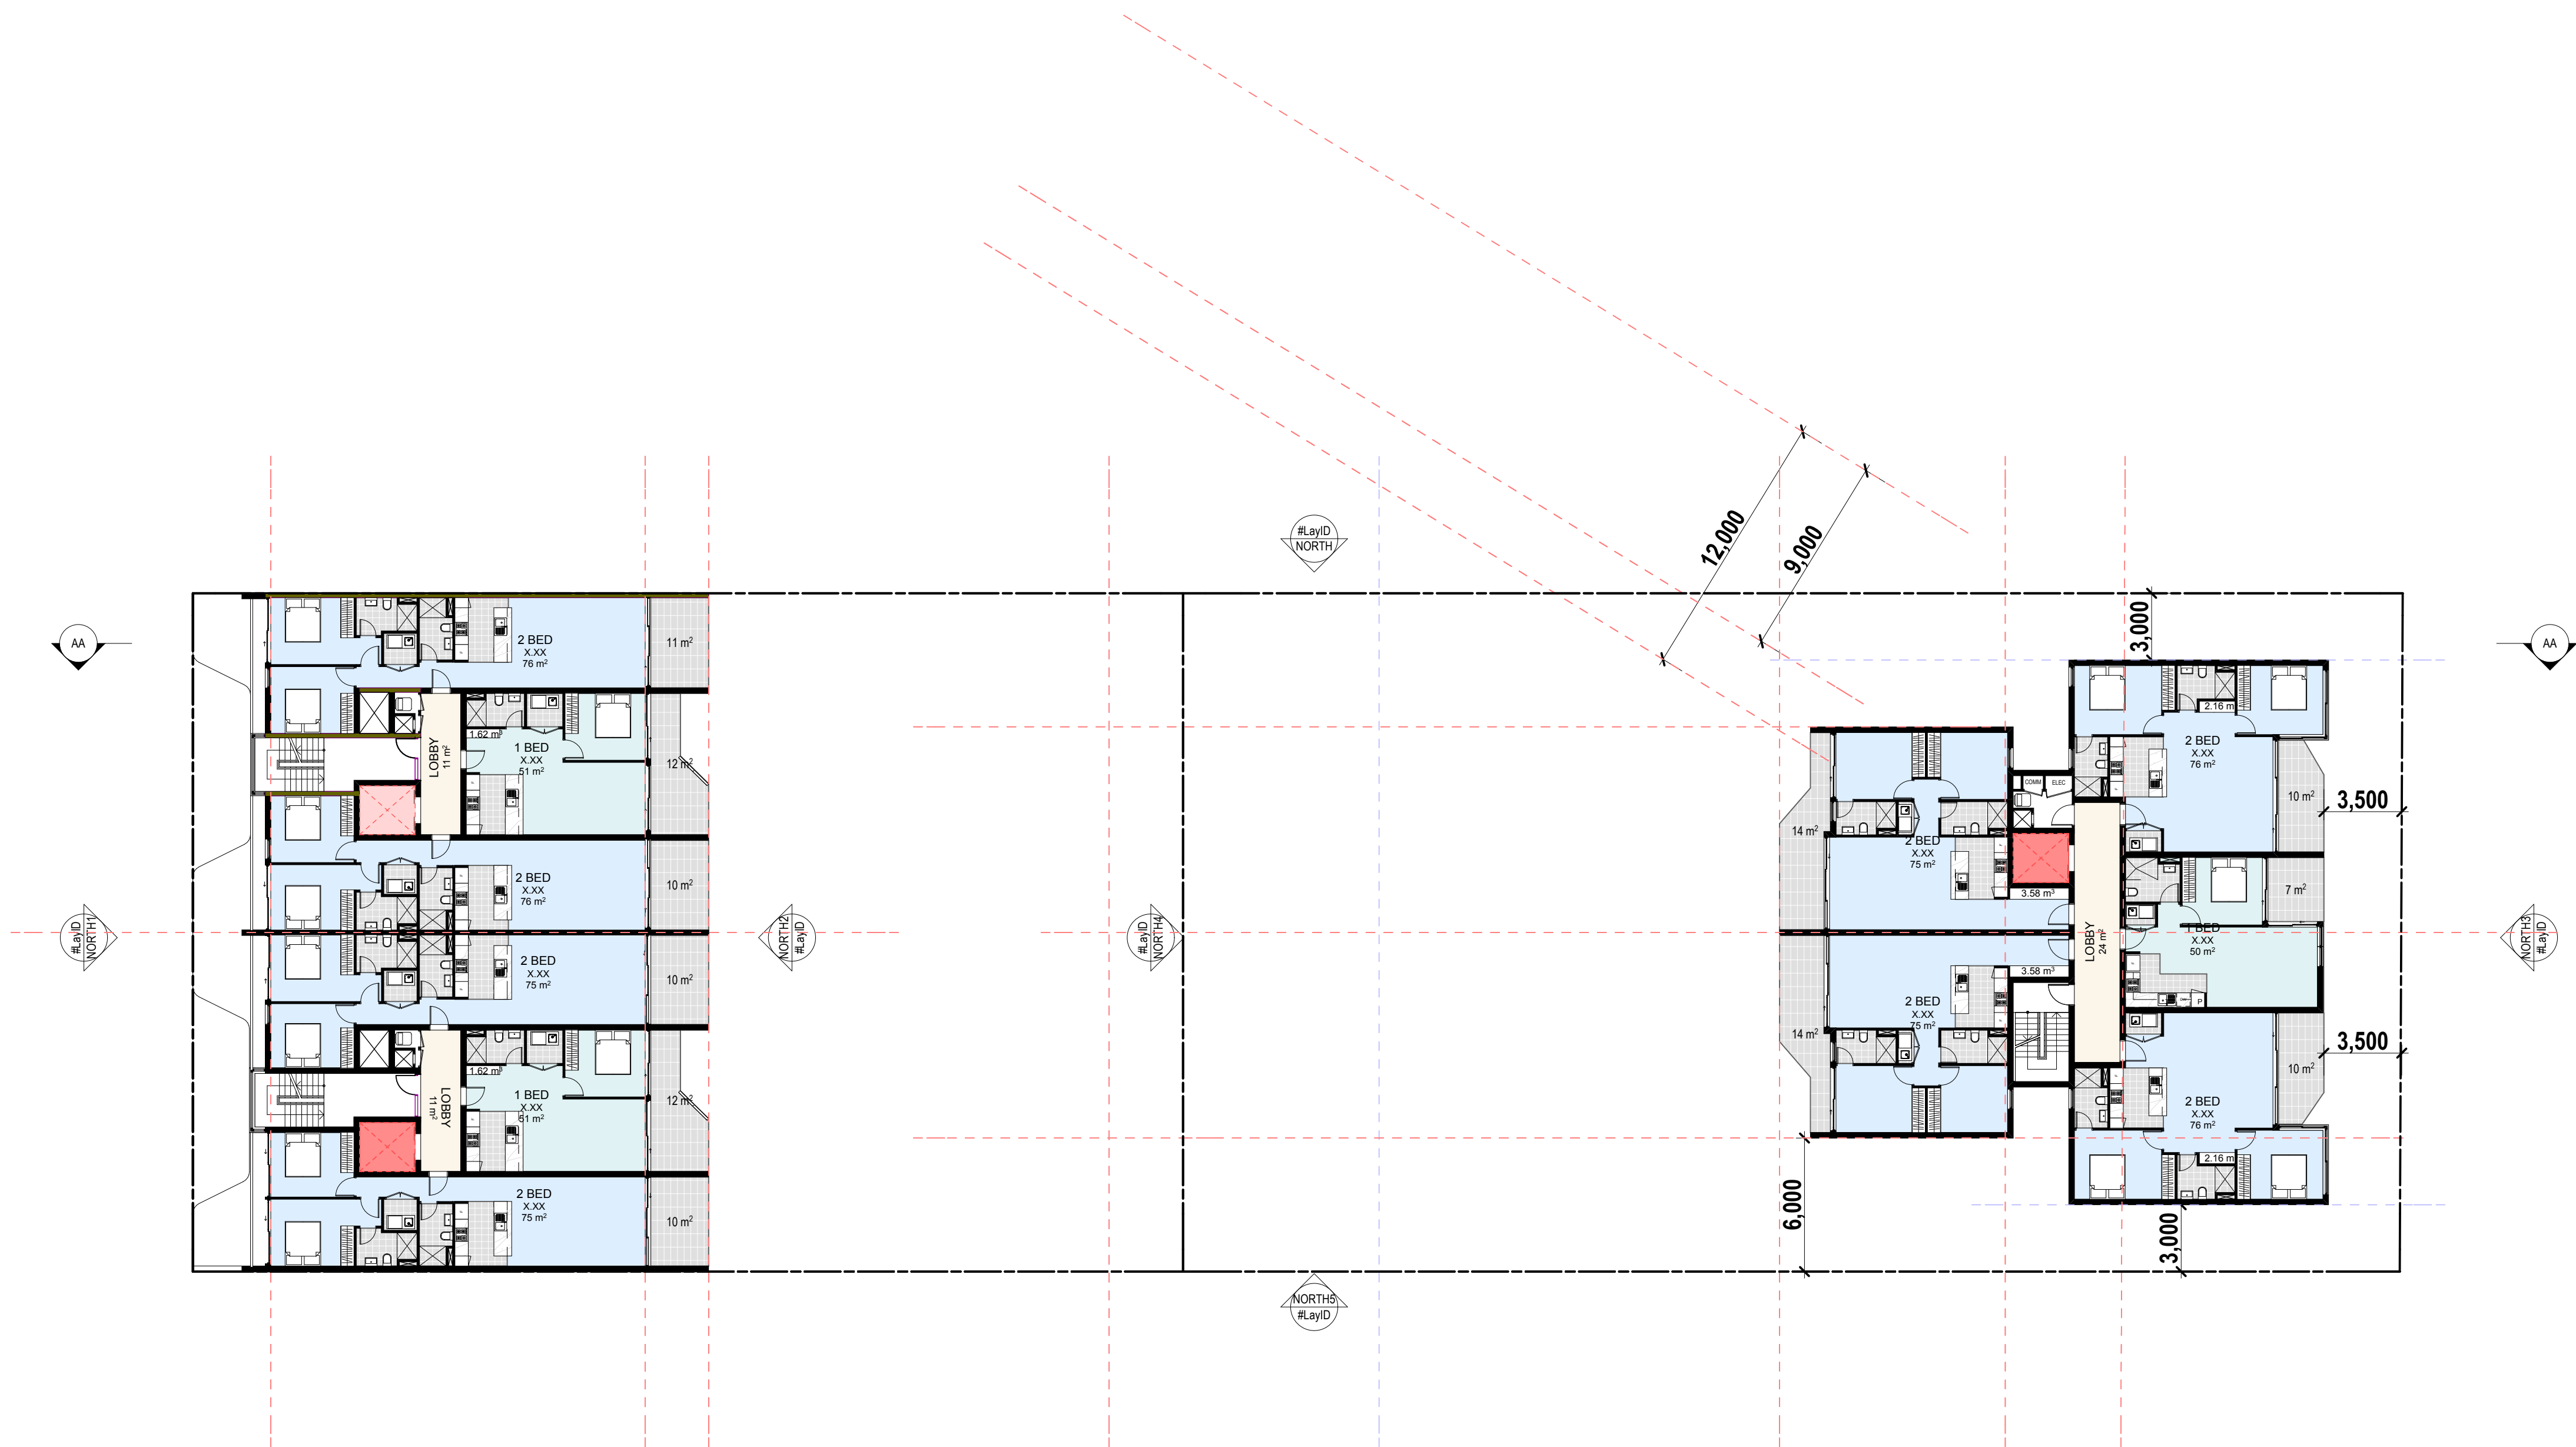 12,000
9,000
#LayID
NORTH
3,000
AA
AA
2 BED
X.XX
76 m²
11 m²
LOBBY
11 m²
1.62 m³
1 BED
X.XX
51 m²
12 m²
2 BED
X.XX
76 m²
10 m²
2 BED
X.XX
75 m²
10 m²
LOBBY
11 m²
1.62 m³
1 BED
X.XX
51 m²
12 m²
2 BED
X.XX
75 m²
10 m²
#LayID
NORTH1
NORTH2
#LayID
#LayID
NORTH4
NORTH3
#LayID
NORTH5
#LayID
2.16 m
2 BED
X.XX
76 m²
10 m²
3,500
COMM
ELEC
14 m²
2 BED
X.XX
75 m²
3.58 m³
LOBBY
24 m²
7 m²
1 BED
X.XX
50 m²
P
3.58 m³
2 BED
X.XX
75 m²
14 m²
3,500
10 m²
2 BED
X.XX
76 m²
2.16 m
6,000
3,000